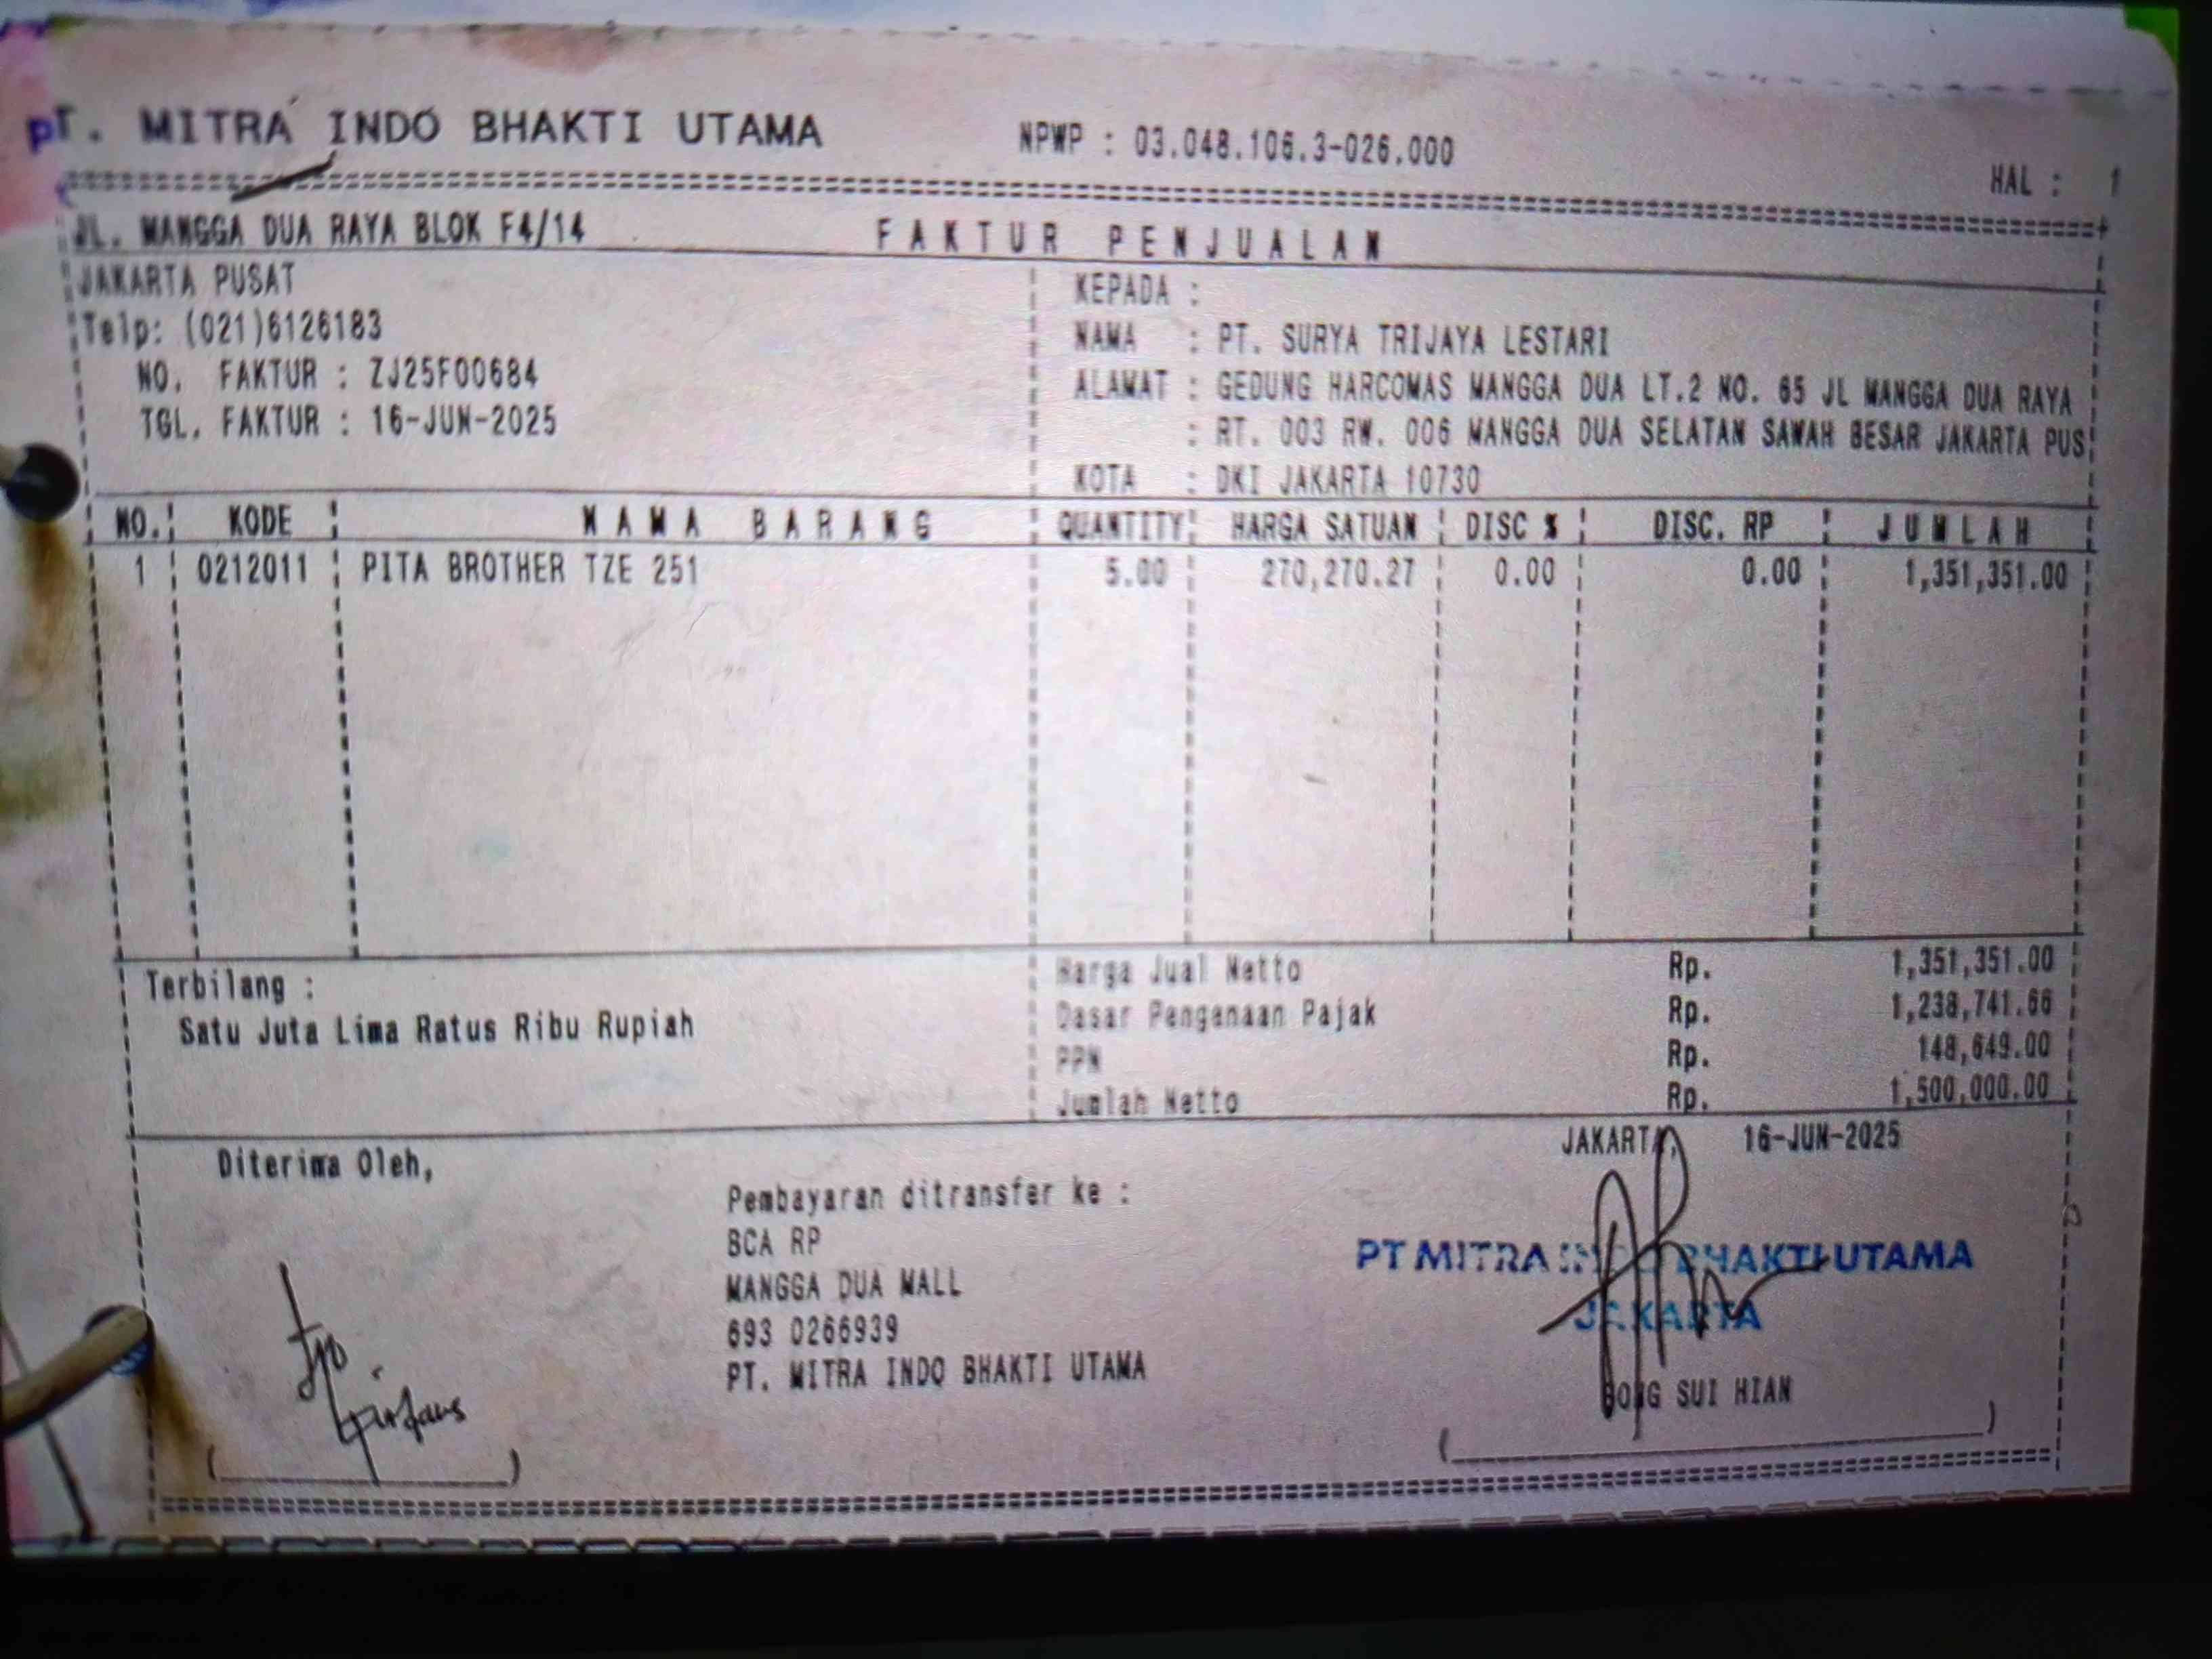 PT. MITRA INDO BHAKTI UTAMA NPWP : 03.048.106.3-026.000
HAL : 1
JL. MANGGA DUA RAYA BLOK F4/14 FAKTUR PENJUALAN
JAKARTA PUSAT
Telp: (021)6126183
NO. FAKTUR : ZJ25F00684
TGL. FAKTUR : 16-JUN-2025
KEPADA :
NAMA : PT. SURYA TRIJAYA LESTARI
ALAMAT : GEDUNG HARCOMAS MANGGA DUA LT.2 NO. 65 JL MANGGA DUA RAYA
: RT. 003 RW. 006 MANGGA DUA SELATAN SAWAH BESAR JAKARTA PUS
KOTA : DKI JAKARTA 10730
NO. KODE NAMA BARANG QUANTITY HARGA SATUAN DISC % DISC. RP JUMLAH
1 0212011 PITA BROTHER TZE 251 5.00 270,270.27 0.00 0.00 1,351,351.00
Terbilang :
Satu Juta Lima Ratus Ribu Rupiah
Harga Jual Netto Rp. 1,351,351.00
Dasar Pengenaan Pajak Rp. 1,238,741.66
PPN Rp. 148,649.00
Jumlah Netto Rp. 1,500,000.00
JAKARTA, 16-JUN-2025
Diterima Oleh,
Pembayaran ditransfer ke :
BCA RP
MANGGA DUA MALL
693 0266939
PT. MITRA INDO BHAKTI UTAMA
PT MITRA INDO BHAKTI UTAMA
JAKARTA
BONG SUI HIAN